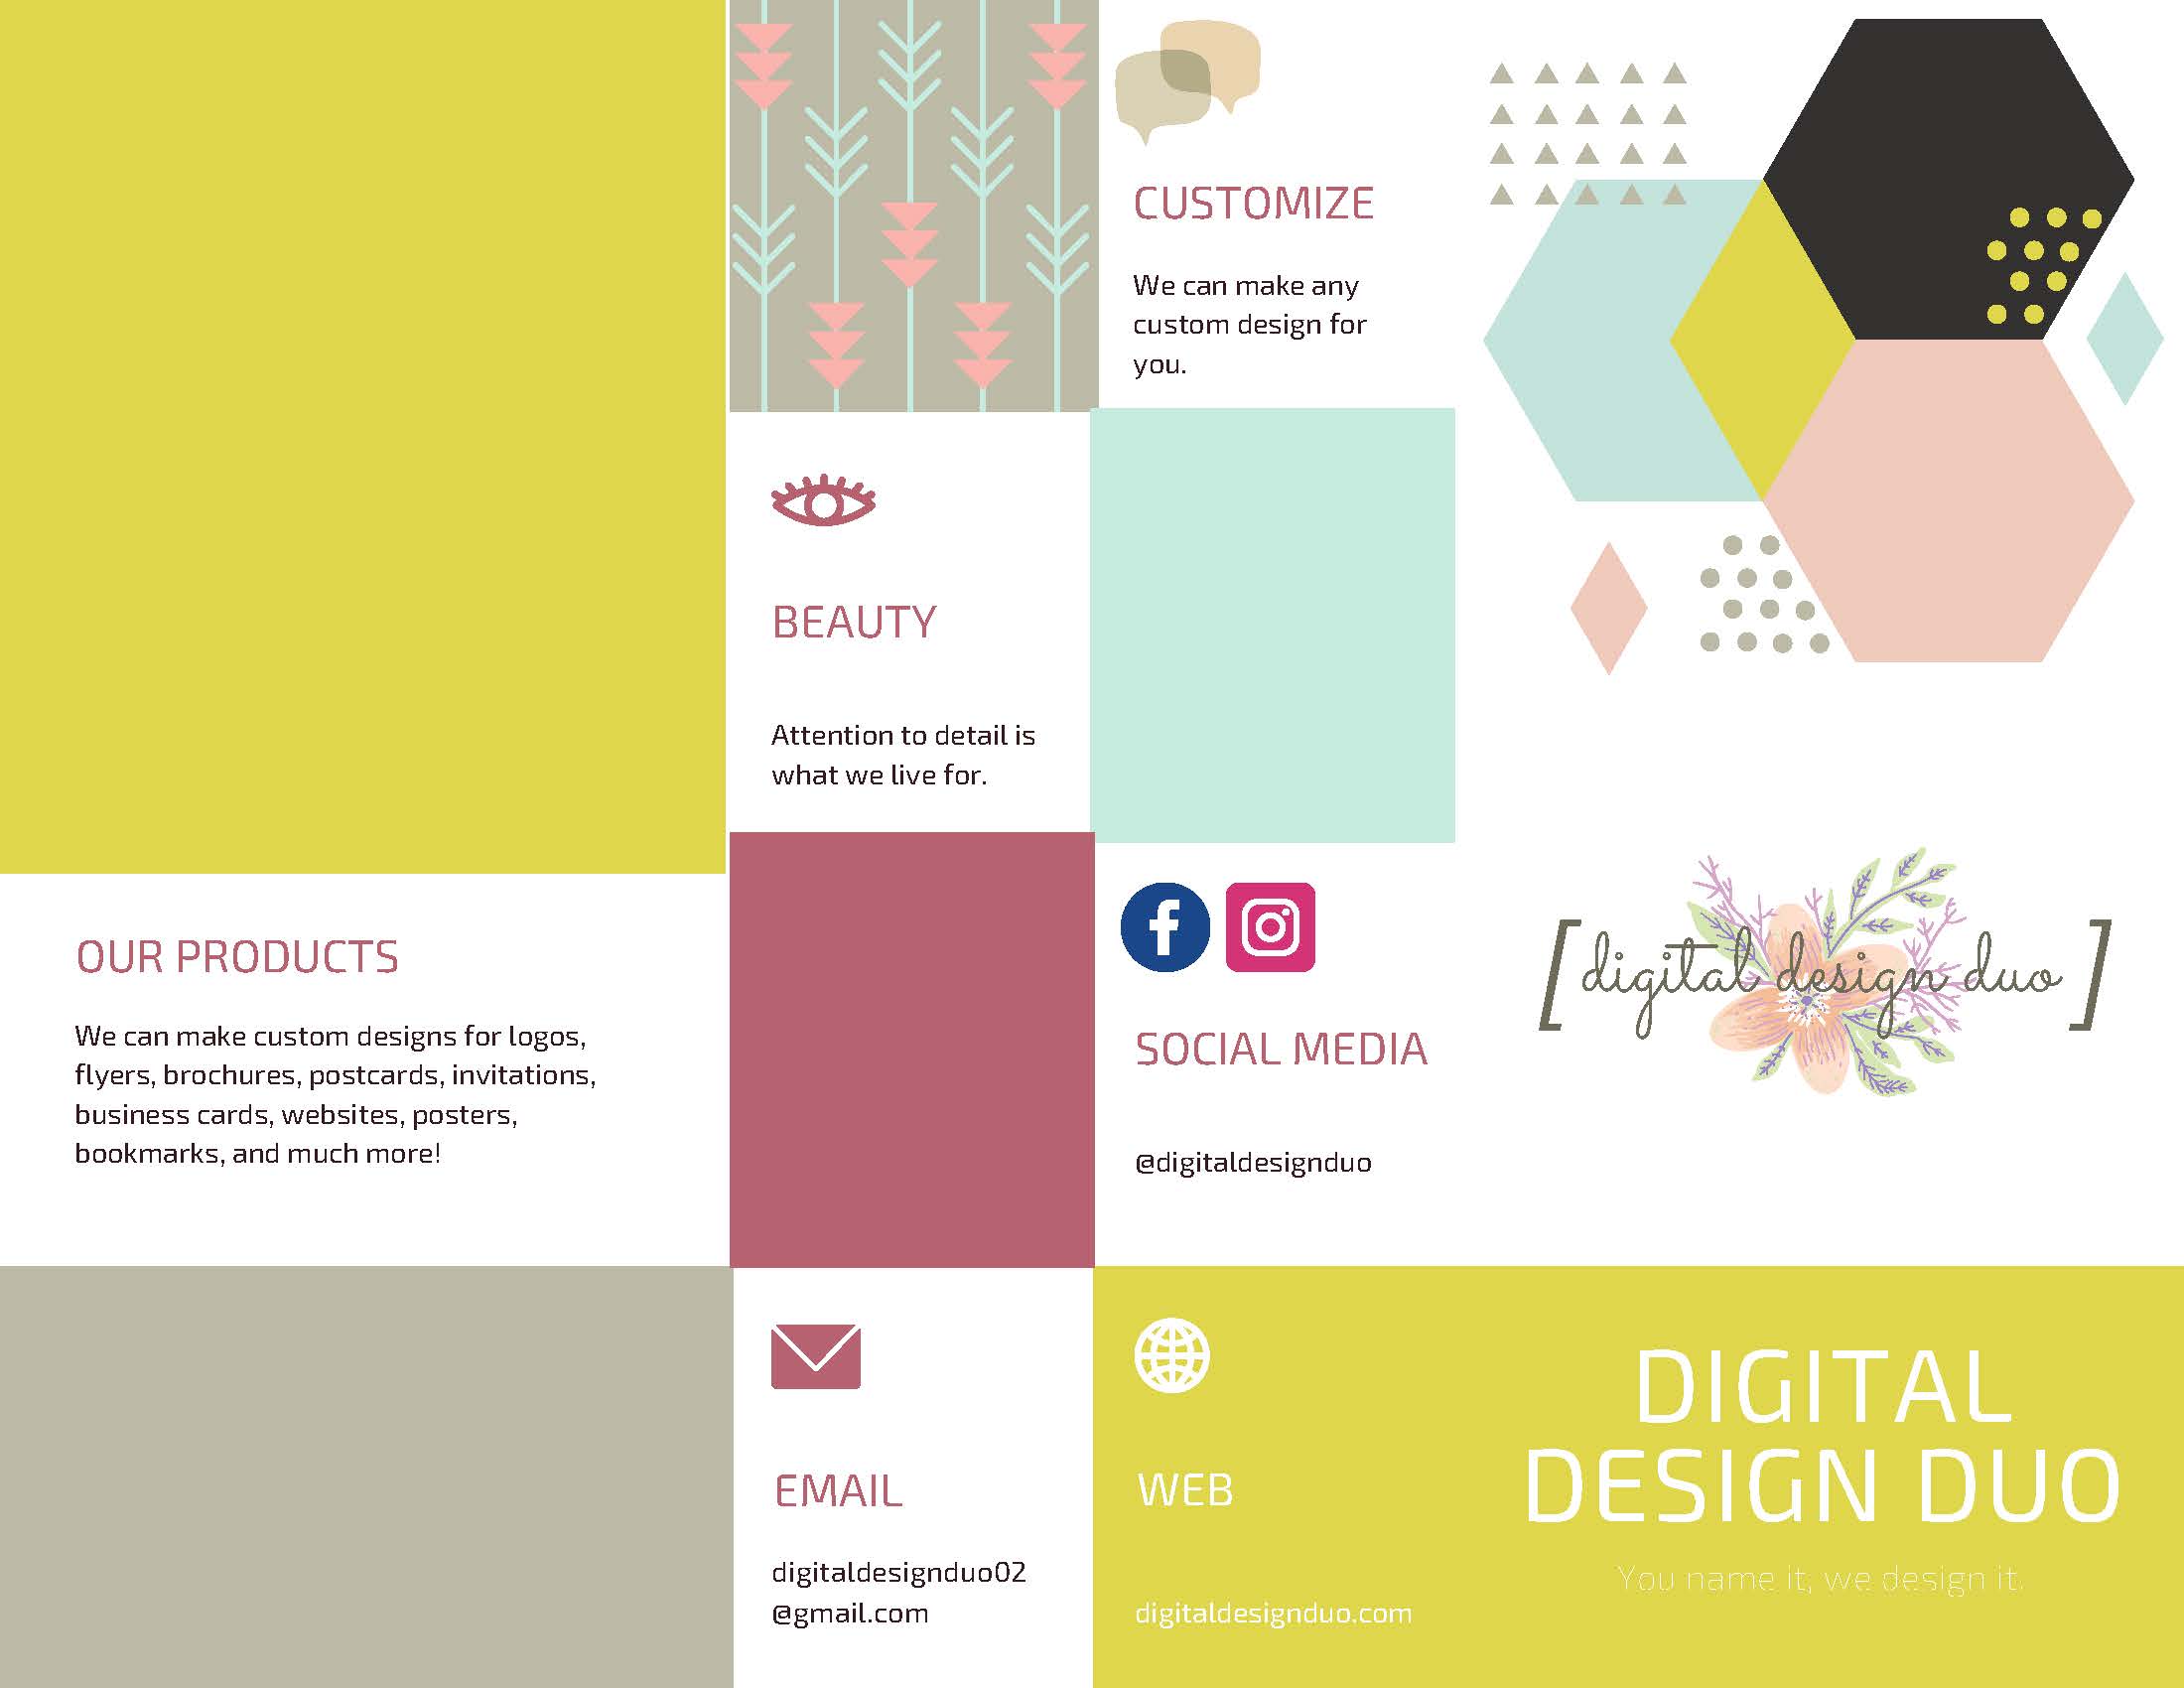 OUR PRODUCTS
We can make custom designs for logos,
flyers, brochures, postcards, invitations,
business cards, websites, posters,
bookmarks, and much more!
BEAUTY
Attention to detail is
what we live for.
EMAIL
digitaldesignduo02
@gmail.com
CUSTOMIZE
We can make any
custom design for
you.
SOCIAL MEDIA
@digitaldesignduo
WEB
digitaldesignduo.com
[digital design duo]
DIGITAL
DESIGN DUO
You name it, we design it.